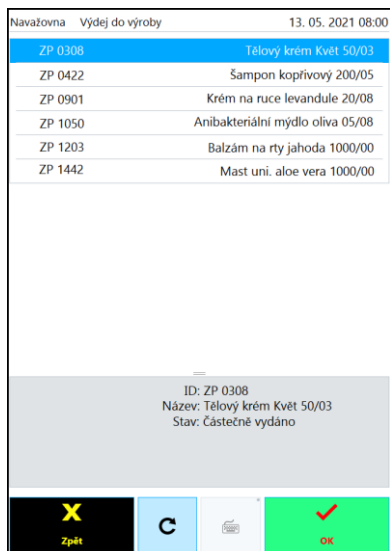 Navažovna Výdej do výroby 13. 05. 2021 08:00
ZP 0308 Tělový krém Květ 50/03
ZP 0422 Šampon kopřivový 200/05
ZP 0901 Krém na ruce levandule 20/08
ZP 1050 Anibakteriální mýdlo oliva 05/08
ZP 1203 Balzám na rty jahoda 1000/00
ZP 1442 Mast uni. aloe vera 1000/00
ID: ZP 0308
Název: Tělový krém Květ 50/03
Stav: Částečně vydáno
Zpět OK